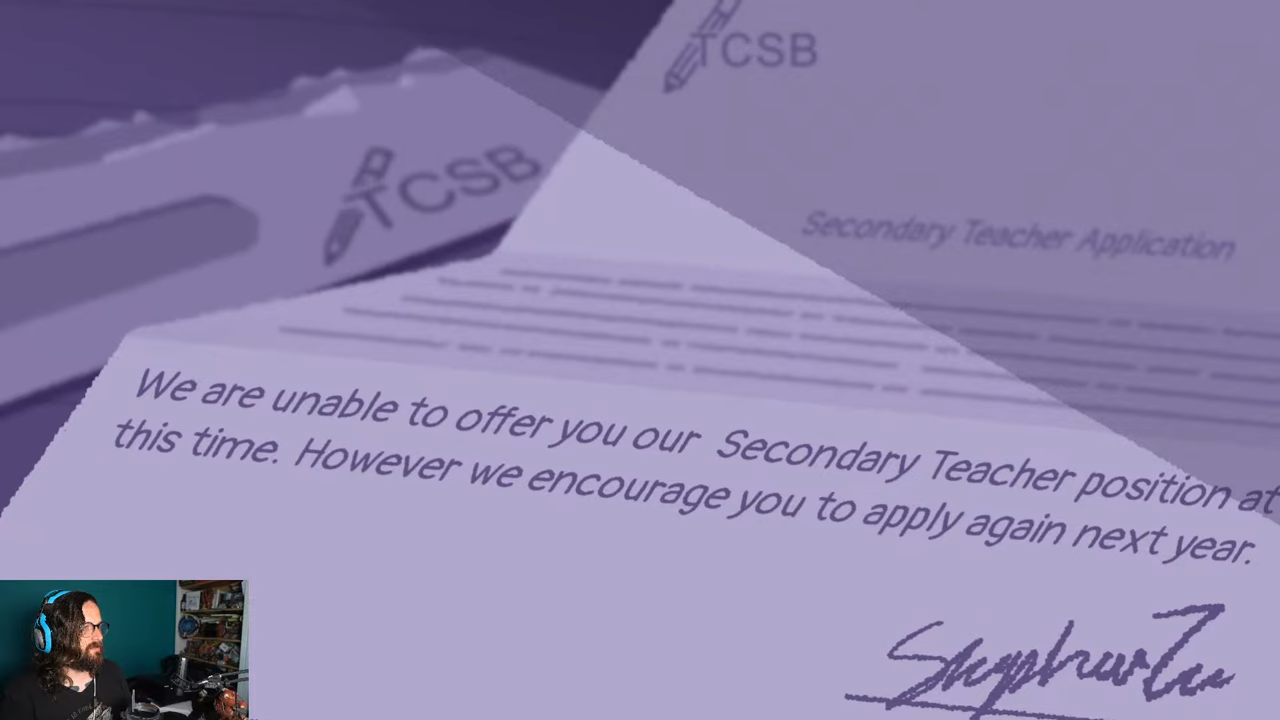 TCSB
TCSB
Secondary Teacher Application
We are unable to offer you our Secondary Teacher position at
this time. However we encourage you to apply again next year.